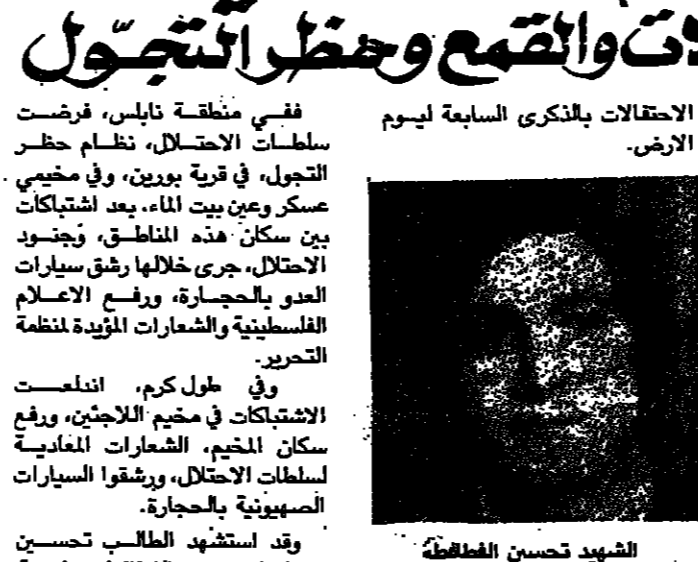 والقمع وحظر التجوّل
الاحتفالات بالذكرى السابعة ليوم
الارض.
الشهيد تحسين
ففي منطقة نابلس، فرضت
سلطات الاحتلال، نظام حظر
التجول، في قرية بورين، وفي مخيمي
عسكر وعين بيت الماء، بعد اشتباكات
بين سكان هذه المناطق، وجنود
الاحتلال، جرى خلالها رشق سيارات
العدو بالحجارة، ورفع الاعلام
الفلسطينية والشعارات المؤيدة لمنظمة
التحرير.
وفي طول كرم، اندلعت
الاشتباكات في مخيم اللاجئين، ورفع
سكان المخيم، الشعارات المعادية
لسلطات الاحتلال، ورشقوا السيارات
الصهيونية بالحجارة.
وقد استشهد الطالب تحسين